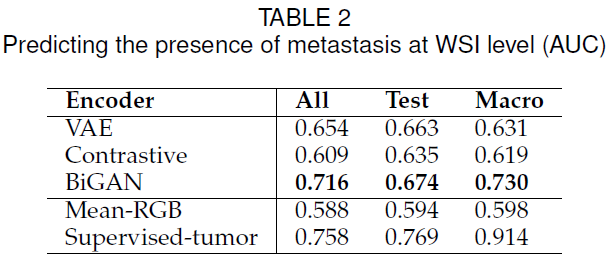 TABLE 2
Predicting the presence of metastasis at WSI level (AUC)
Encoder All Test Macro
VAE 0.654 0.663 0.631
Contrastive 0.609 0.635 0.619
BiGAN 0.716 0.674 0.730
Mean-RGB 0.588 0.594 0.598
Supervised-tumor 0.758 0.769 0.914